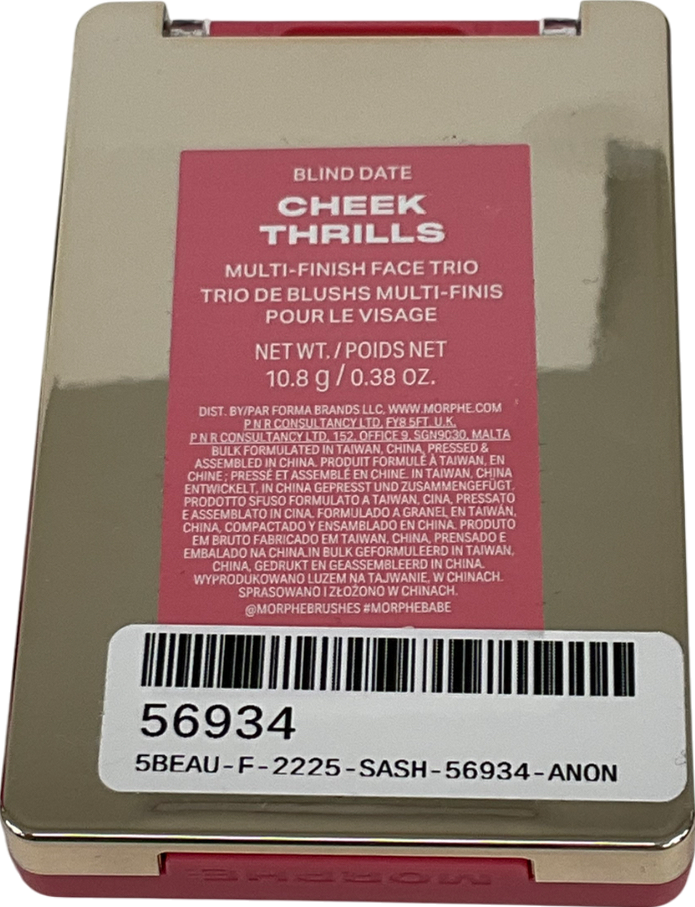 BLIND DATE
CHEEK
THRILLS
MULTI-FINISH FACE TRIO
TRIO DE BLUSHS MULTI-FINIS
POUR LE VISAGE
NET WT. / POIDS NET
10.8 g / 0.38 OZ.
DIST. BY/PAR FORMA BRANDS LLC, WWW.MORPHE.COM
P N R CONSULTANCY LTD, FY8 5FT, U.K.
P N R CONSULTANCY LTD, 152, OFFICE 9, SGN9030, MALTA
BULK FORMULATED IN TAIWAN, CHINA, PRESSED &
ASSEMBLED IN CHINA. PRODUIT FORMULÉ À TAIWAN, EN
CHINE ; PRESSÉ ET ASSEMBLÉ EN CHINE. IN TAIWAN, CHINA
ENTWICKELT, IN CHINA GEPRESST UND ZUSAMMENGEFÜGT.
PRODOTTO SFUSO FORMULATO A TAIWAN, CINA, PRESSATO
E ASSEMBLATO IN CINA. FORMULADO A GRANEL EN TAIWÁN,
CHINA, COMPACTADO Y ENSAMBLADO EN CHINA. PRODUTO
EM BRUTO FABRICADO EM TAIWAN, CHINA, PRENSADO E
EMBALADO NA CHINA.IN BULK GEFORMULEERD IN TAIWAN,
CHINA, GEDRUKT EN GEASSEMBLEERD IN CHINA.
WYPRODUKOWANO LUZEM NA TAJWANIE, W CHINACH.
SPRASOWANO I ZŁOŻONO W CHINACH.
@MORPHEBRUSHES #MORPHEBABE
56934
5BEAU-F-2225-SASH-56934-ANON
MORPHE